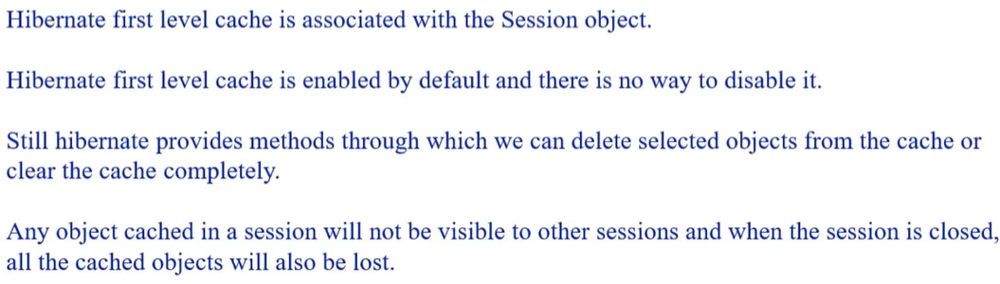 Hibernate first level cache is associated with the Session object.
Hibernate first level cache is enabled by default and there is no way to disable it.
Still hibernate provides methods through which we can delete selected objects from the cache or
clear the cache completely.
Any object cached in a session will not be visible to other sessions and when the session is closed,
all the cached objects will also be lost.